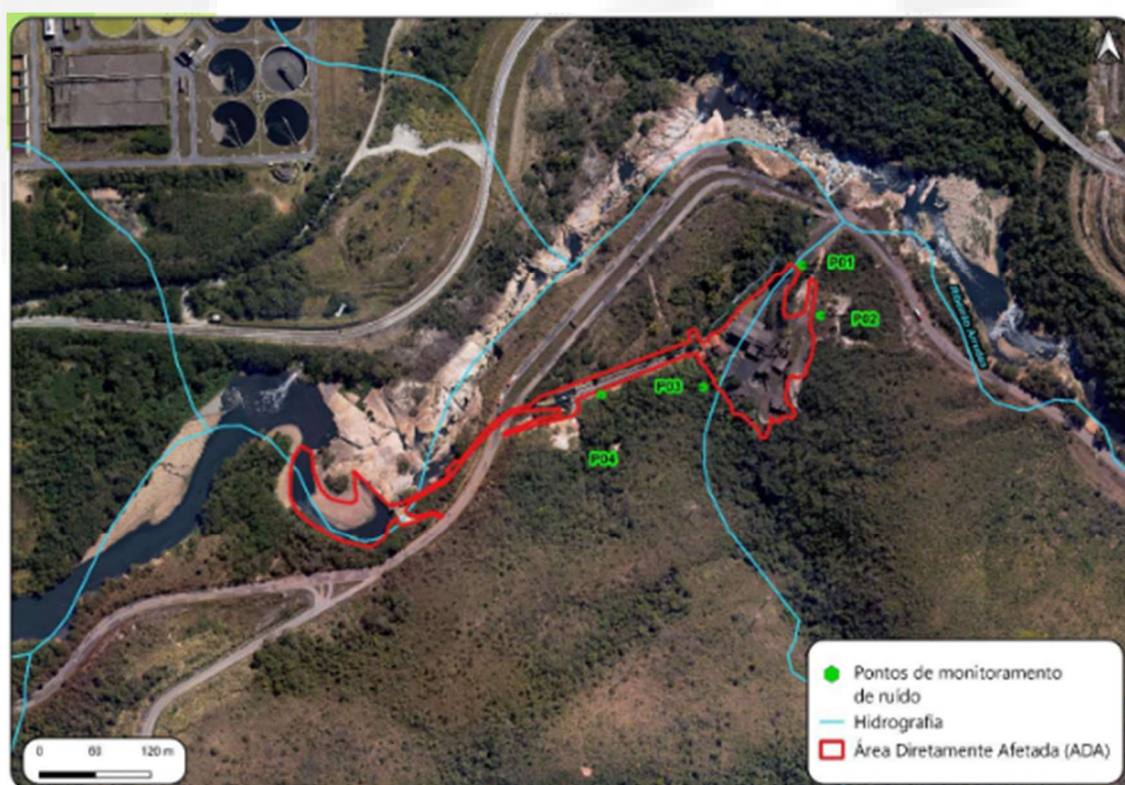 P01
P02
P03
P04
Ribeirão Arrudas
Pontos de monitoramento
de ruído
Hidrografia
Área Diretamente Afetada (ADA)
0 60 120 m